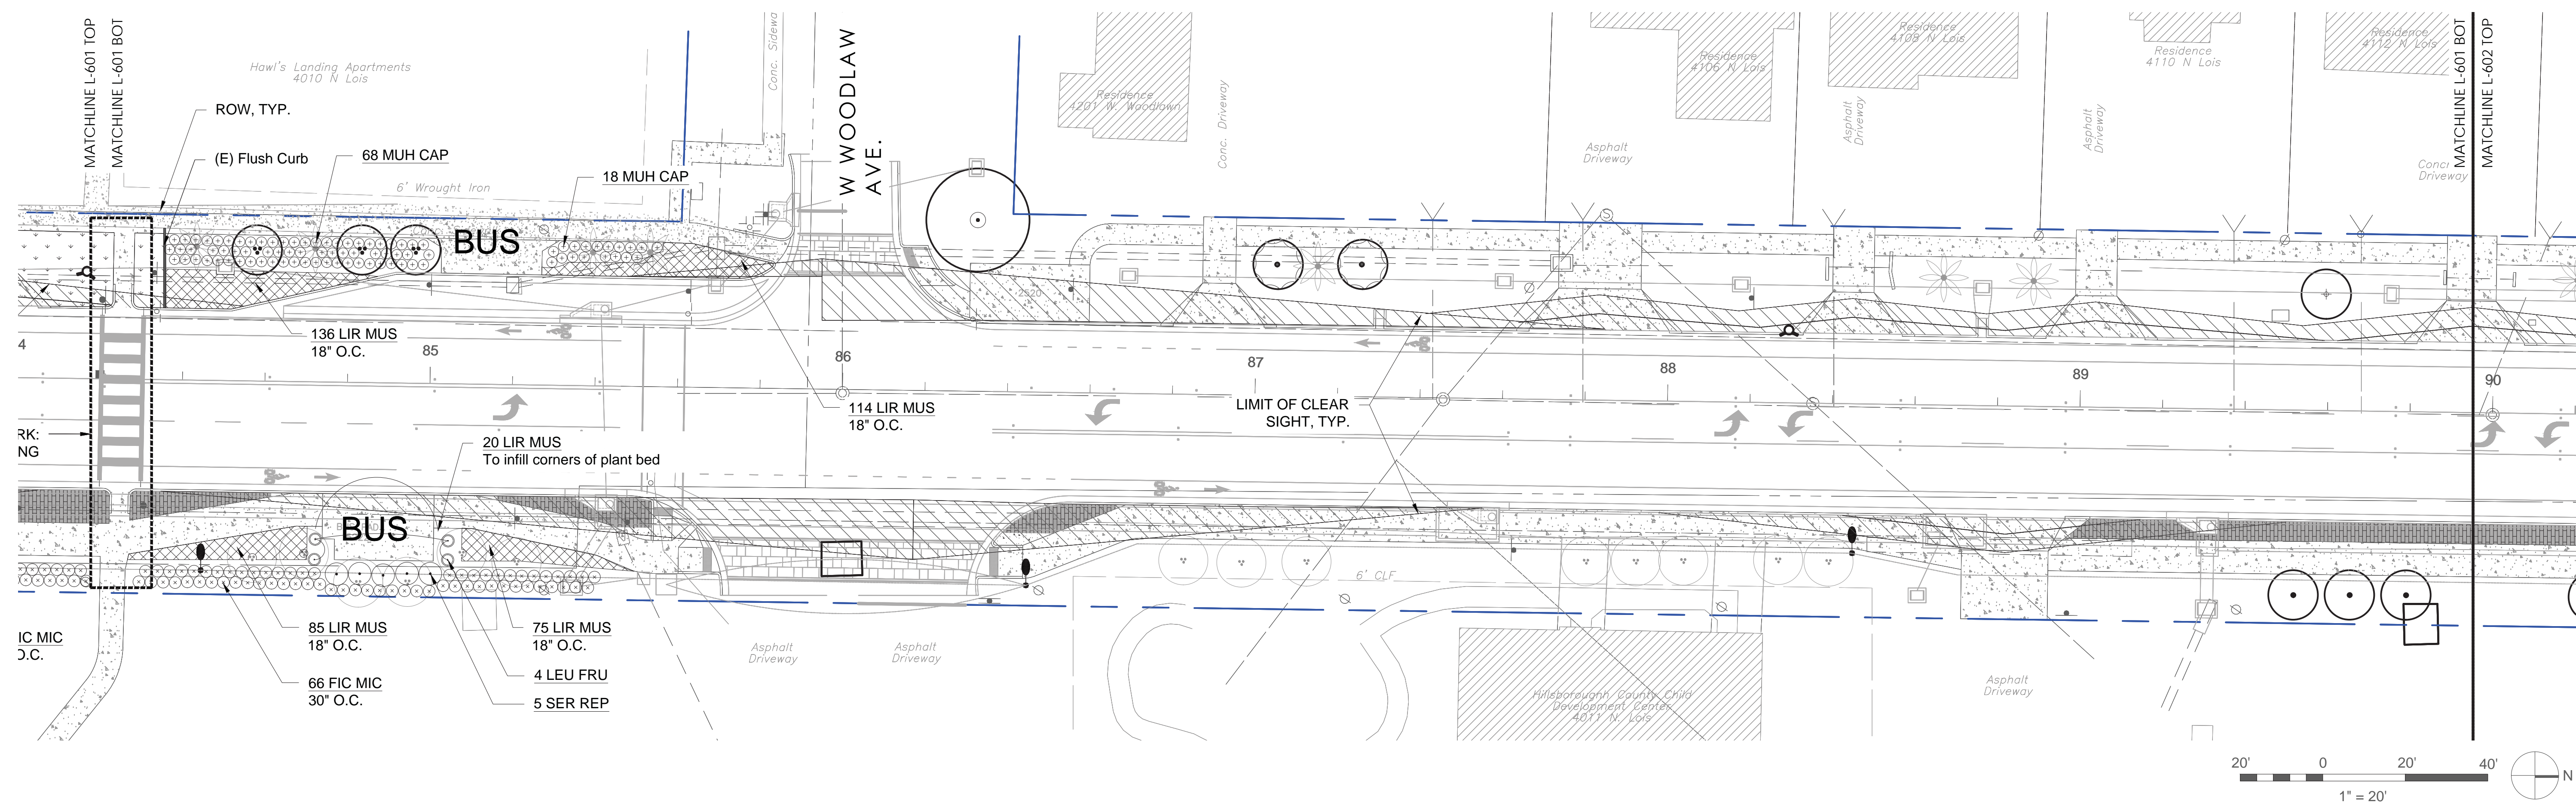 MATCHLINE L-601 TOP
MATCHLINE L-601 BOT
Hawl's Landing Apartments
4010 N Lois
ROW, TYP.
(E) Flush Curb
68 MUH CAP
6' Wrought Iron
18 MUH CAP
BUS
Conc.
W WOODLAW
AVE.
Residence
4201 W. Woodlawn
Conc. Driveway
Residence
4106 N Lois
Asphalt
Driveway
Residence
4108 N Lois
Asphalt
Driveway
Residence
4110 N Lois
Asphalt
Driveway
Residence
4112 N Lois
Driveway
MATCHLINE L-601 BOT
MATCHLINE L-602 TOP
2520
136 LIR MUS
18" O.C.
4
85
86
87
88
89
90
114 LIR MUS
18" O.C.
LIMIT OF CLEAR
SIGHT, TYP.
RK:
NG
20 LIR MUS
To infill corners of plant bed
BUS
6' CLF
IC MIC
O.C.
85 LIR MUS
18" O.C.
75 LIR MUS
18" O.C.
66 FIC MIC
30" O.C.
4 LEU FRU
5 SER REP
Asphalt
Driveway
Asphalt
Driveway
Hillsborougnh County Child
Development Center
4011 N. Lois
Asphalt
Driveway
20' 0 20' 40'
1" = 20'
N